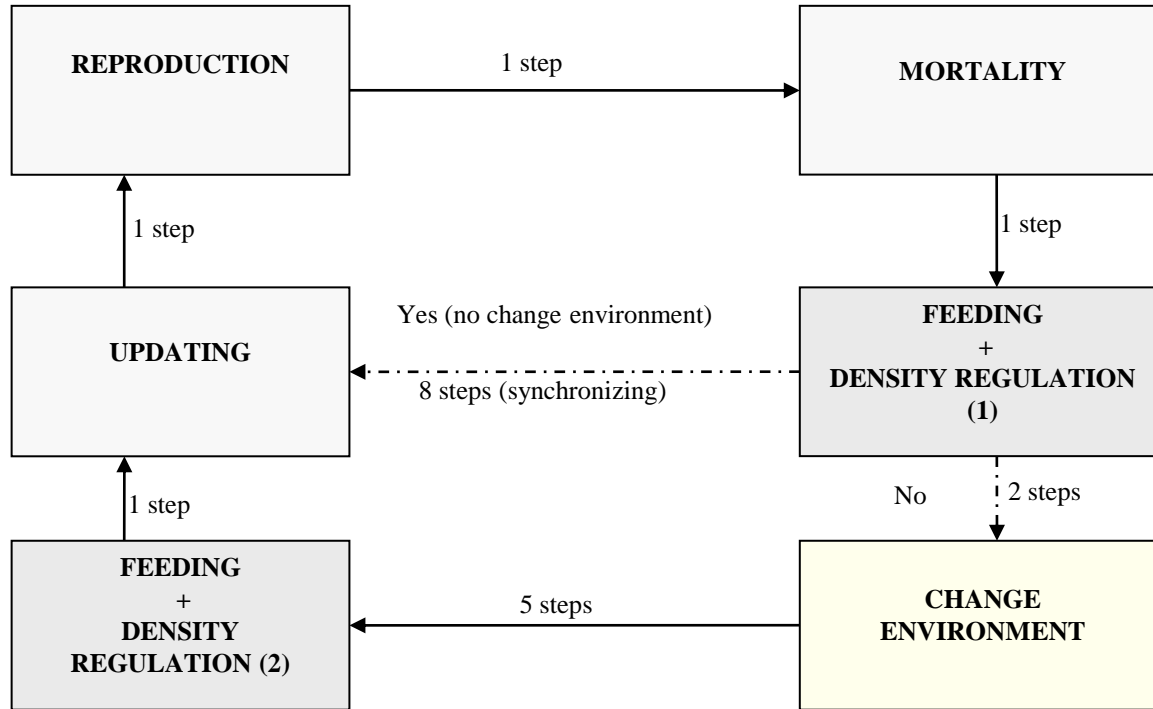 REPRODUCTION
1 step
MORTALITY
1 step
1 step
Yes (no change environment)
8 steps (synchronizing)
UPDATING
FEEDING
+
DENSITY REGULATION
(1)
1 step
No
2 steps
FEEDING
+
DENSITY
REGULATION (2)
5 steps
CHANGE
ENVIRONMENT